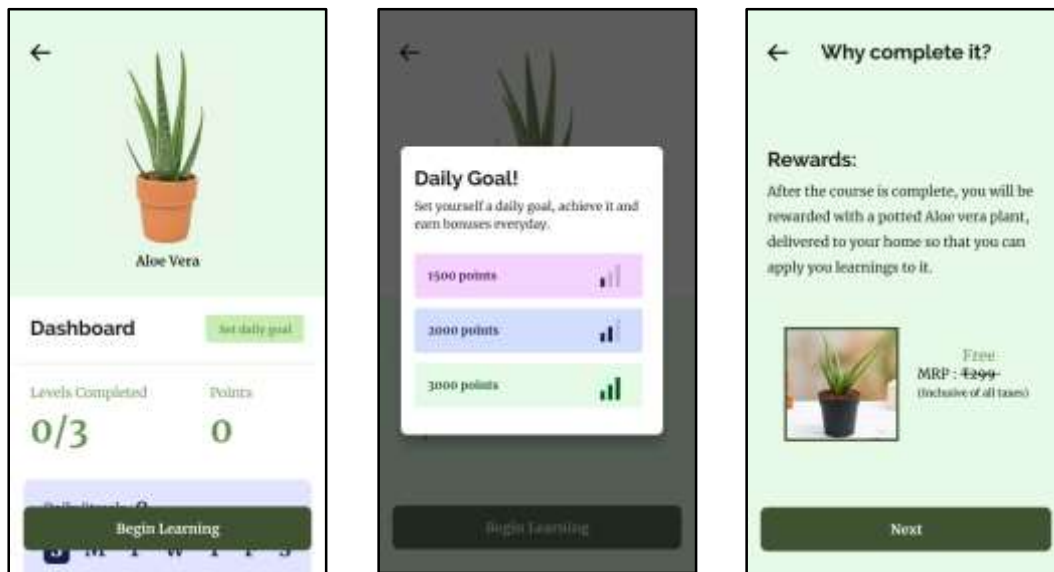 Aloe Vera
Dashboard
Set daily goal
Levels Completed
Points
0/3
0
Begin Learning
S M T W T F S
Daily Goal!
Set yourself a daily goal, achieve it and
earn bonuses everyday.
1500 points
2000 points
3000 points
Begin Learning
Why complete it?
Rewards:
After the course is complete, you will be
rewarded with a potted Aloe vera plant,
delivered to your home so that you can
apply you learnings to it.
Free
MRP : ₹299
(Inclusive of all taxes)
Next